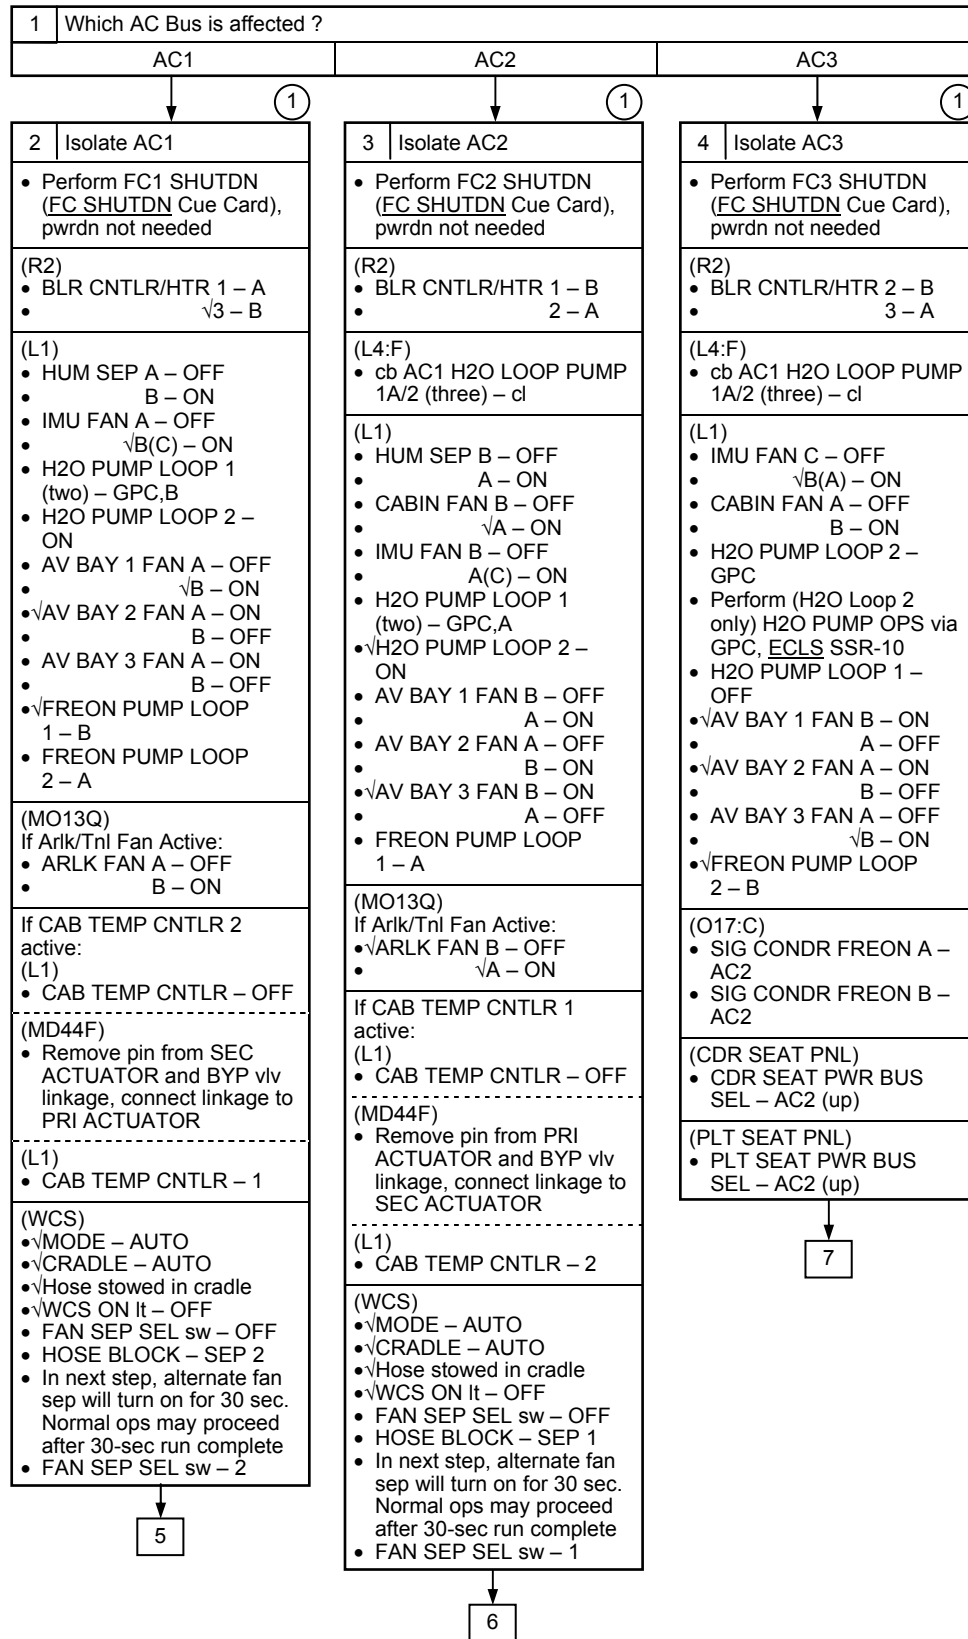 1 Which AC Bus is affected ?
AC1 AC2 AC3
1
2 Isolate AC1
• Perform FC1 SHUTDN
(FC SHUTDN Cue Card),
pwrdn not needed
(R2)
• BLR CNTLR/HTR 1 – A
• √3 – B
(L1)
• HUM SEP A – OFF
• B – ON
• IMU FAN A – OFF
• √B(C) – ON
• H2O PUMP LOOP 1
(two) – GPC,B
• H2O PUMP LOOP 2 –
ON
• AV BAY 1 FAN A – OFF
• √B – ON
•√AV BAY 2 FAN A – ON
• B – OFF
• AV BAY 3 FAN A – ON
• B – OFF
•√FREON PUMP LOOP
1 – B
• FREON PUMP LOOP
2 – A
(MO13Q)
If Arlk/Tnl Fan Active:
• ARLK FAN A – OFF
• B – ON
If CAB TEMP CNTLR 2
active:
(L1)
• CAB TEMP CNTLR – OFF
(MD44F)
• Remove pin from SEC
ACTUATOR and BYP vlv
linkage, connect linkage to
PRI ACTUATOR
(L1)
• CAB TEMP CNTLR – 1
(WCS)
•√MODE – AUTO
•√CRADLE – AUTO
•√Hose stowed in cradle
•√WCS ON lt – OFF
• FAN SEP SEL sw – OFF
• HOSE BLOCK – SEP 2
• In next step, alternate fan
sep will turn on for 30 sec.
Normal ops may proceed
after 30-sec run complete
• FAN SEP SEL sw – 2
5
1
3 Isolate AC2
• Perform FC2 SHUTDN
(FC SHUTDN Cue Card),
pwrdn not needed
(R2)
• BLR CNTLR/HTR 1 – B
• 2 – A
(L4:F)
• cb AC1 H2O LOOP PUMP
1A/2 (three) – cl
(L1)
• HUM SEP B – OFF
• A – ON
• CABIN FAN B – OFF
• √A – ON
• IMU FAN B – OFF
• A(C) – ON
• H2O PUMP LOOP 1
(two) – GPC,A
•√H2O PUMP LOOP 2 –
ON
• AV BAY 1 FAN B – OFF
• A – ON
• AV BAY 2 FAN A – OFF
• B – ON
•√AV BAY 3 FAN B – ON
• A – OFF
• FREON PUMP LOOP
1 – A
(MO13Q)
If Arlk/Tnl Fan Active:
•√ARLK FAN B – OFF
• √A – ON
If CAB TEMP CNTLR 1
active:
(L1)
• CAB TEMP CNTLR – OFF
(MD44F)
• Remove pin from PRI
ACTUATOR and BYP vlv
linkage, connect linkage to
SEC ACTUATOR
(L1)
• CAB TEMP CNTLR – 2
(WCS)
•√MODE – AUTO
•√CRADLE – AUTO
•√Hose stowed in cradle
•√WCS ON lt – OFF
• FAN SEP SEL sw – OFF
• HOSE BLOCK – SEP 1
• In next step, alternate fan
sep will turn on for 30 sec.
Normal ops may proceed
after 30-sec run complete
• FAN SEP SEL sw – 1
6
1
4 Isolate AC3
• Perform FC3 SHUTDN
(FC SHUTDN Cue Card),
pwrdn not needed
(R2)
• BLR CNTLR/HTR 2 – B
• 3 – A
(L4:F)
• cb AC1 H2O LOOP PUMP
1A/2 (three) – cl
(L1)
• IMU FAN C – OFF
• √B(A) – ON
• CABIN FAN A – OFF
• B – ON
• H2O PUMP LOOP 2 –
GPC
• Perform (H2O Loop 2
only) H2O PUMP OPS via
GPC, ECLS SSR-10
• H2O PUMP LOOP 1 –
OFF
•√AV BAY 1 FAN B – ON
• A – OFF
•√AV BAY 2 FAN A – ON
• B – OFF
• AV BAY 3 FAN A – OFF
• √B – ON
•√FREON PUMP LOOP
2 – B
(O17:C)
• SIG CONDR FREON A –
AC2
• SIG CONDR FREON B –
AC2
(CDR SEAT PNL)
• CDR SEAT PWR BUS
SEL – AC2 (up)
(PLT SEAT PNL)
• PLT SEAT PWR BUS
SEL – AC2 (up)
7